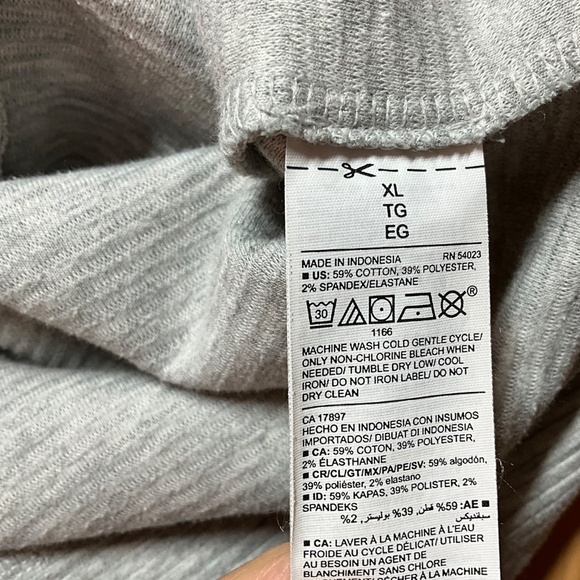 XL
TG
EG
MADE IN INDONESIA RN 54023
■ US: 59% COTTON, 39% POLYESTER,
2% SPANDEX/ELASTANE
30
®
1166
MACHINE WASH COLD GENTLE CYCLE/
ONLY NON-CHLORINE BLEACH WHEN
NEEDED/ TUMBLE DRY LOW/ COOL
IRON/ DO NOT IRON LABEL/ DO NOT
DRY CLEAN
CA 17897
HECHO EN INDONESIA CON INSUMOS
IMPORTADOS/ DIBUAT DI INDONESIA
■ CA: 59% COTON, 39% POLYESTER,
2% ÉLASTHANNE
■ CR/CL/GT/MX/PA/PE/SV: 59% algodón,
39% poliéster, 2% elastano
■ ID: 59% KAPAS, 39% POLISTER, 2%
SPANDEKS
■ AE: 59% قطن, 39% بوليستر, 2%
سباندیکس
■ CA: LAVER À LA MACHINE À L'EAU
FROIDE AU CYCLE DÉLICAT/ UTILISER
AU BESOIN UN AGENT DE
BLANCHIMENT SANS CHLORE